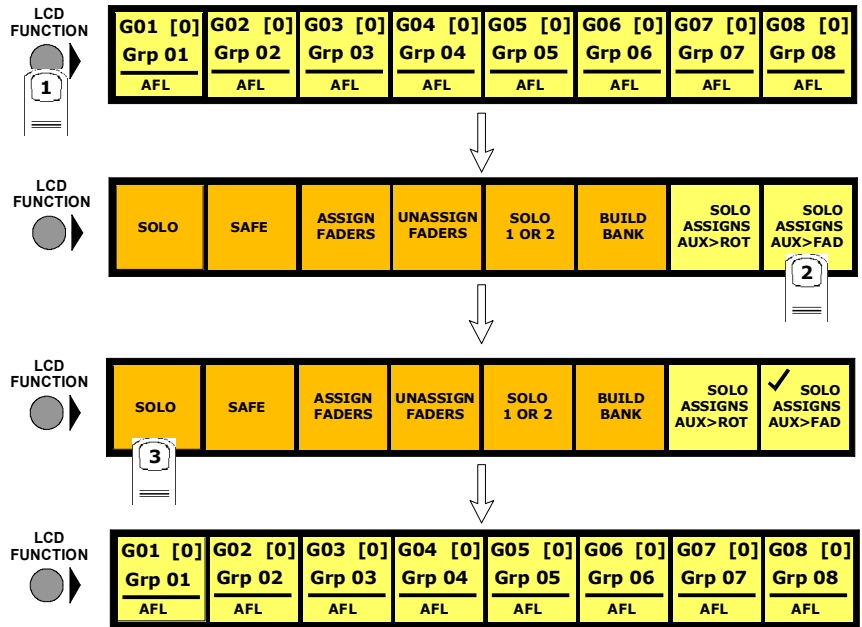 LCD
FUNCTION
1
G01 [0] G02 [0] G03 [0] G04 [0] G05 [0] G06 [0] G07 [0] G08 [0]
Grp 01 Grp 02 Grp 03 Grp 04 Grp 05 Grp 06 Grp 07 Grp 08
AFL AFL AFL AFL AFL AFL AFL AFL
LCD
FUNCTION
SOLO
SAFE
ASSIGN
FADERS
UNASSIGN
FADERS
SOLO
1 OR 2
BUILD
BANK
SOLO
ASSIGNS
AUX>ROT
SOLO
ASSIGNS
AUX>FAD
2
LCD
FUNCTION
SOLO
SAFE
ASSIGN
FADERS
UNASSIGN
FADERS
SOLO
1 OR 2
BUILD
BANK
SOLO
ASSIGNS
AUX>ROT
SOLO
ASSIGNS
AUX>FAD
3
LCD
FUNCTION
G01 [0] G02 [0] G03 [0] G04 [0] G05 [0] G06 [0] G07 [0] G08 [0]
Grp 01 Grp 02 Grp 03 Grp 04 Grp 05 Grp 06 Grp 07 Grp 08
AFL AFL AFL AFL AFL AFL AFL AFL